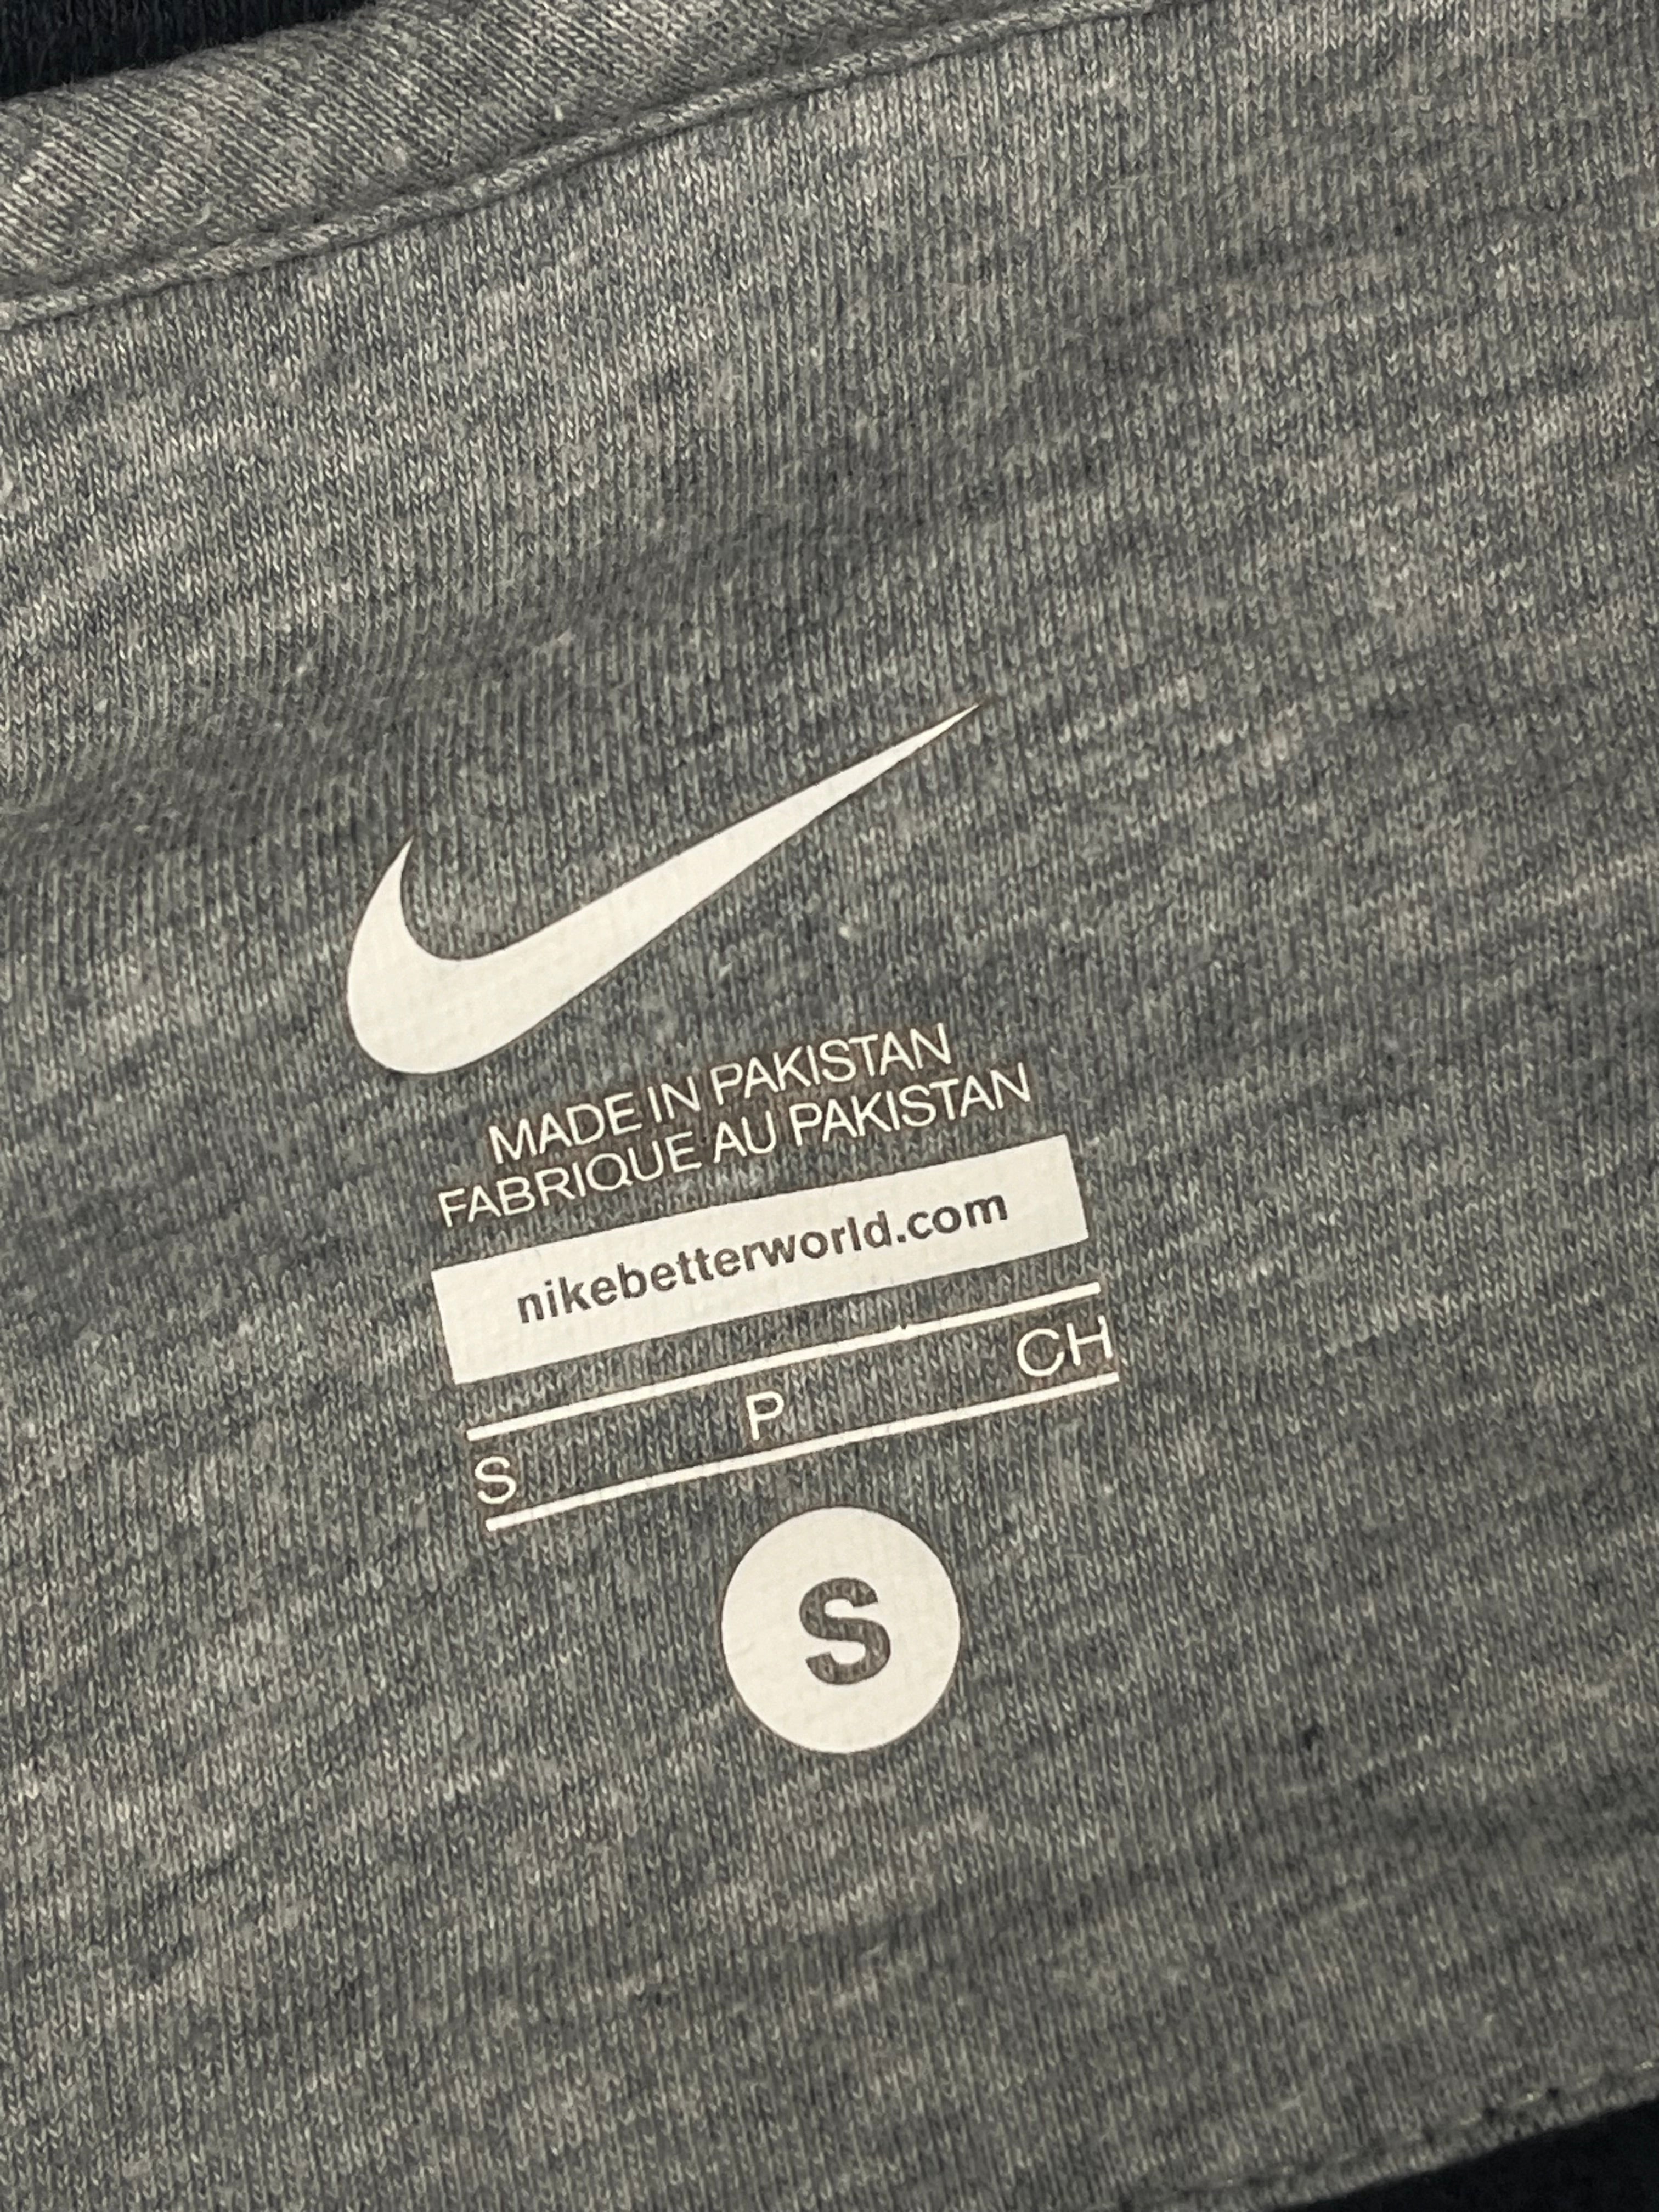 MADE IN PAKISTAN
FABRIQUE AU PAKISTAN
nikebetterworld.com
S P CH
S